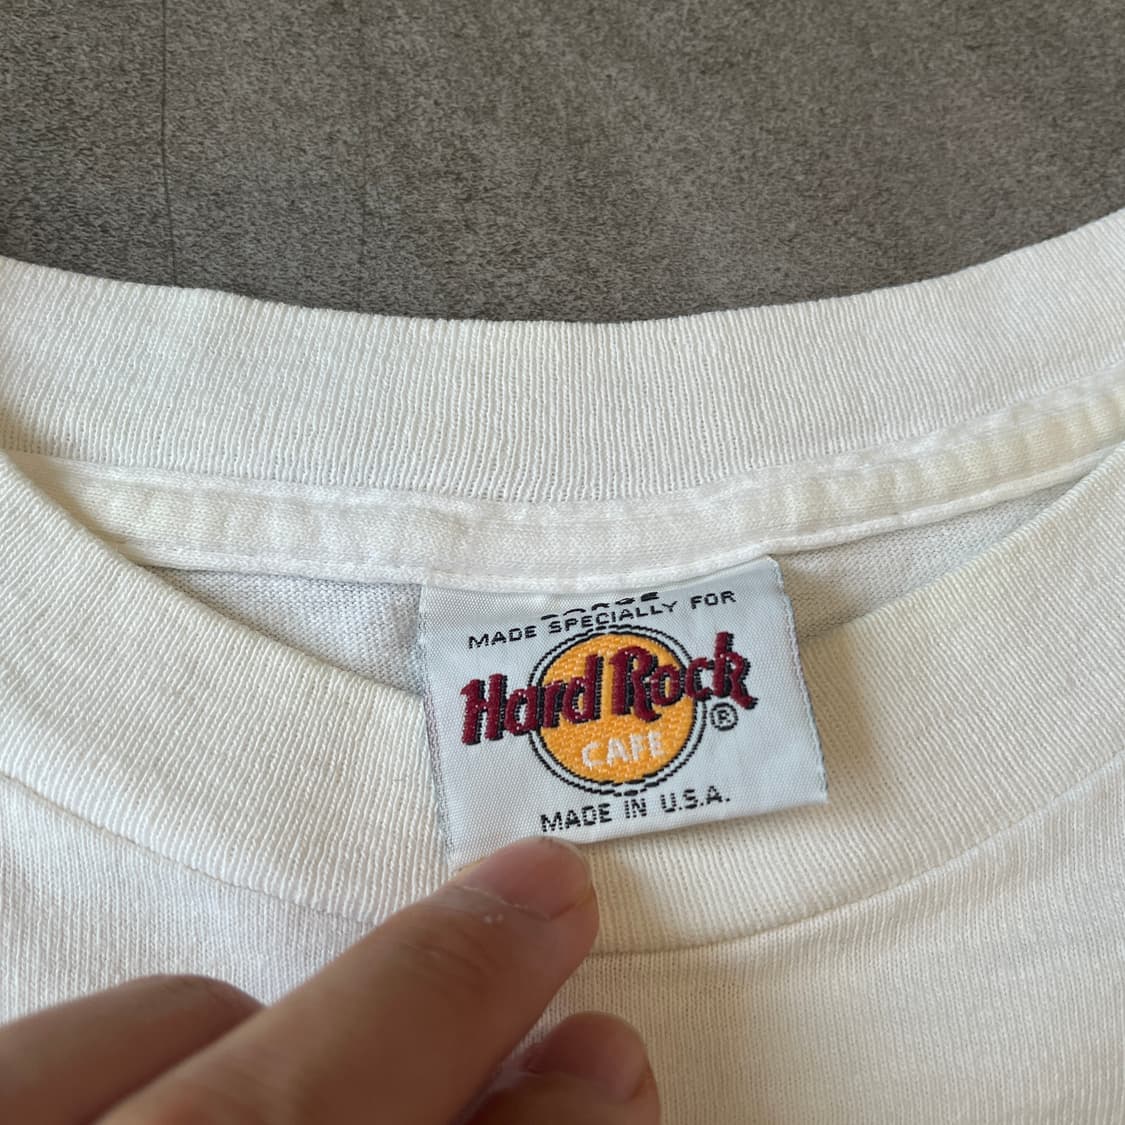 MADE SPECIALLY FOR
Hard Rock
CAFE
®
MADE IN U.S.A.